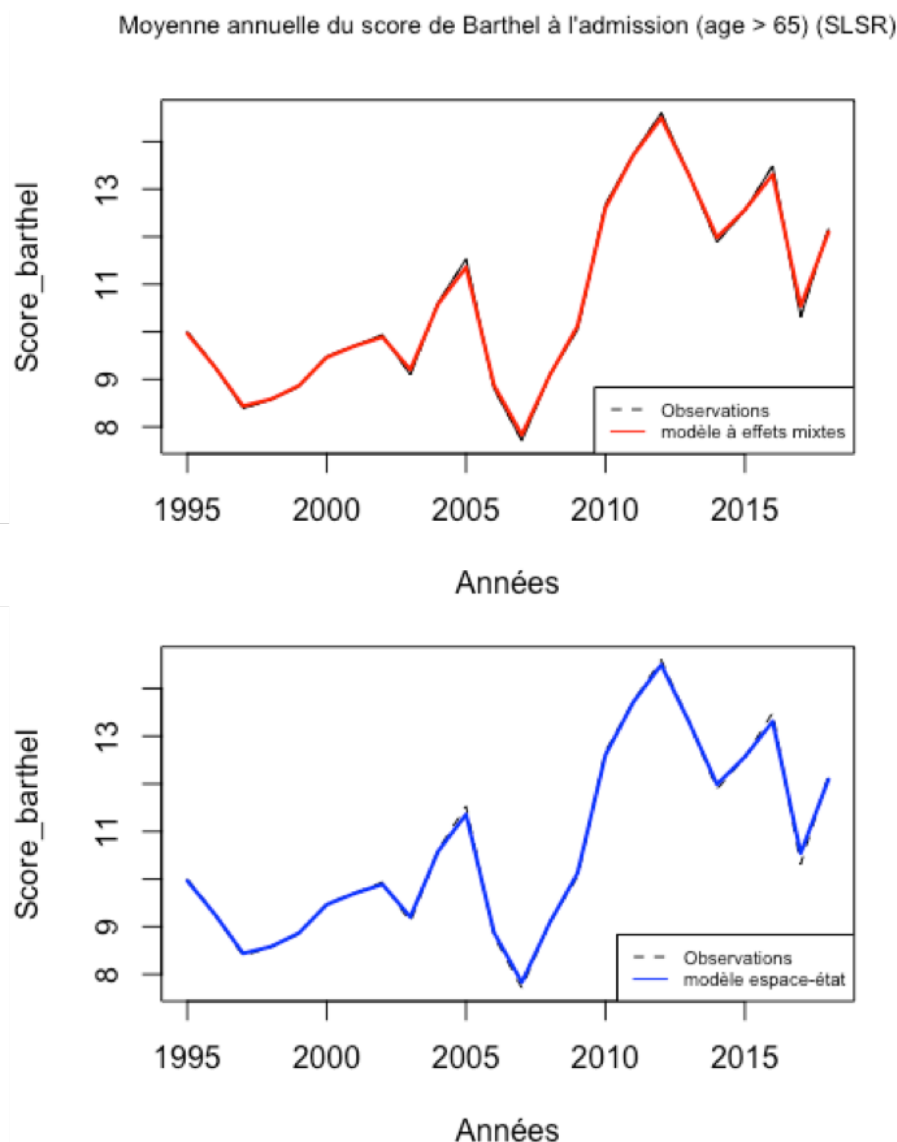 Moyenne annuelle du score de Barthel à l'admission (age > 65) (SLSR)
Score_barthel
13
11
9
8
Observations
modèle à effets mixtes
1995 2000 2005 2010 2015
Années
Score_barthel
13
11
9
8
Observations
modèle espace-état
1995 2000 2005 2010 2015
Années